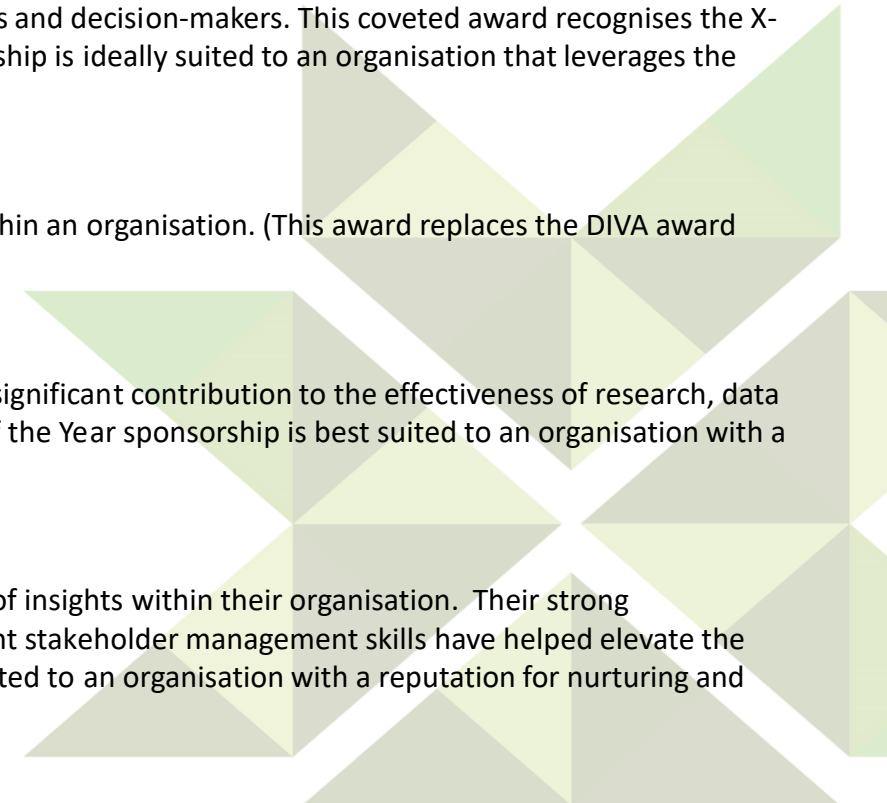 s and decision-makers. This coveted award recognises the X-
ship is ideally suited to an organisation that leverages the
hin an organisation. (This award replaces the DIVA award
significant contribution to the effectiveness of research, data
f the Year sponsorship is best suited to an organisation with a
of insights within their organisation.  Their strong
nt stakeholder management skills have helped elevate the
ted to an organisation with a reputation for nurturing and